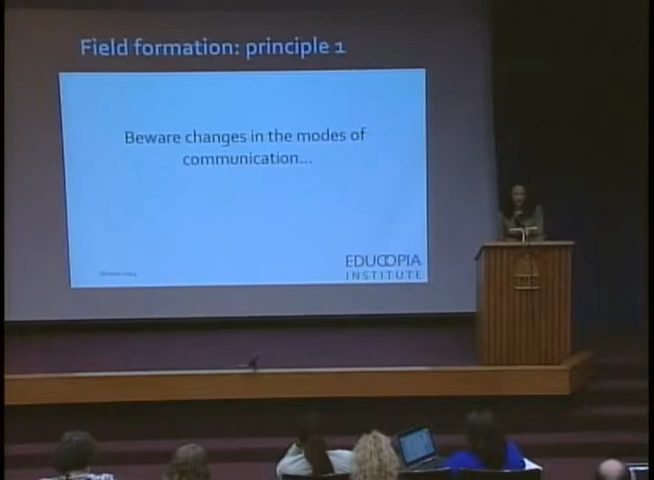 Field formation: principle 1
Beware changes in the modes of
communication...
EDUCOPIA
INSTITUTE